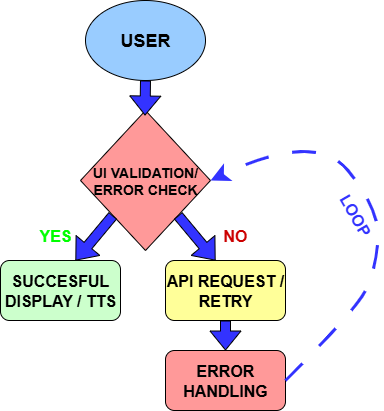 USER
UI VALIDATION/
ERROR CHECK
YES
NO
LOOP
SUCCESFUL
DISPLAY / TTS
API REQUEST /
RETRY
ERROR
HANDLING